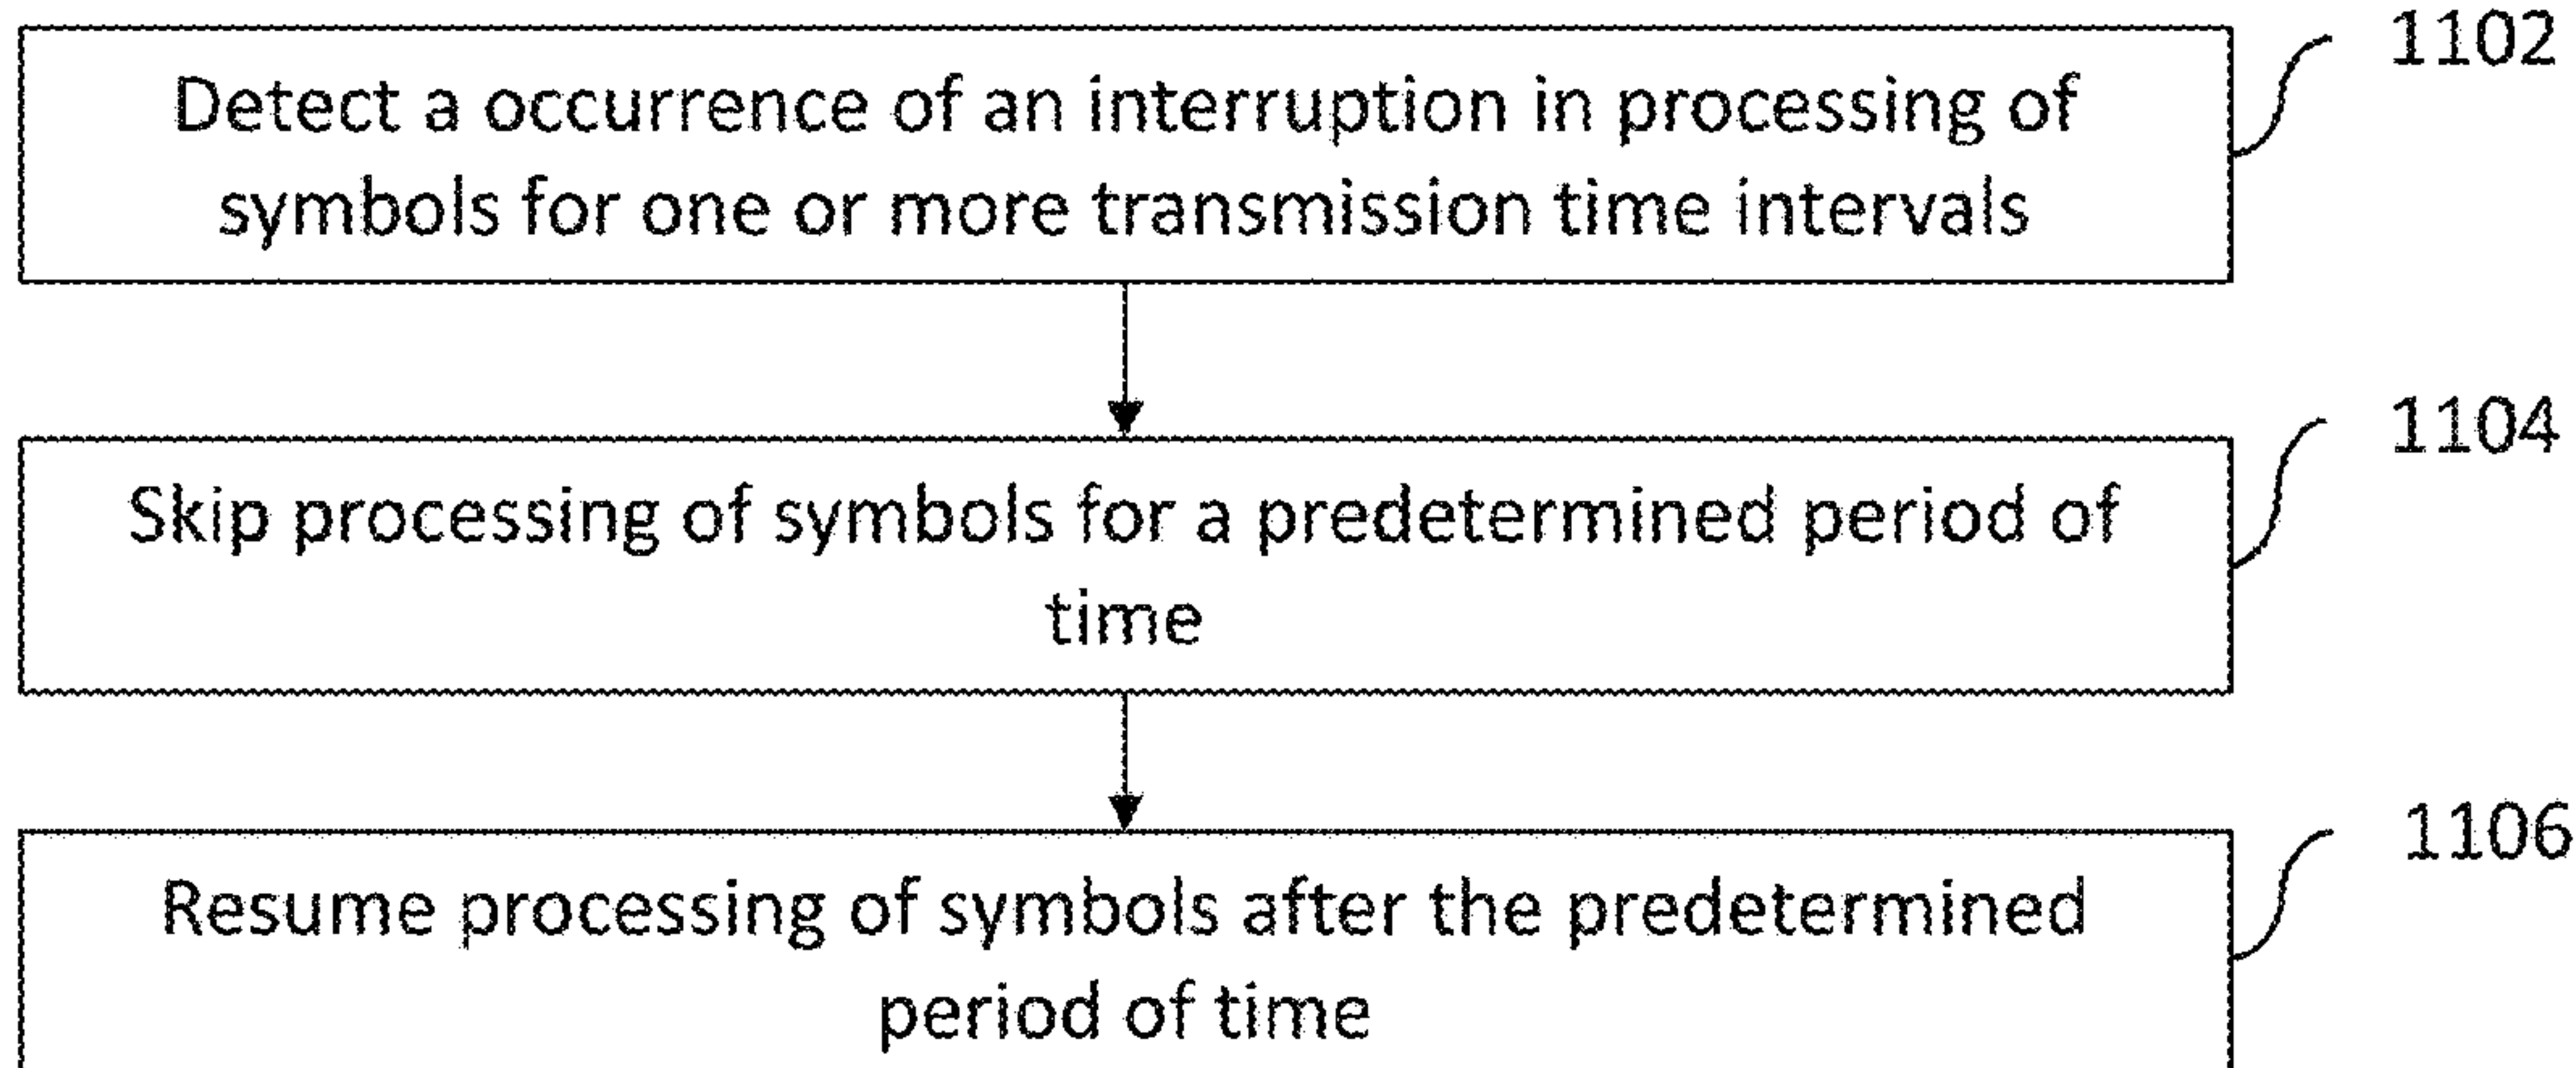 1102
Detect a occurrence of an interruption in processing of
symbols for one or more transmission time intervals
1104
Skip processing of symbols for a predetermined period of
time
1106
Resume processing of symbols after the predetermined
period of time